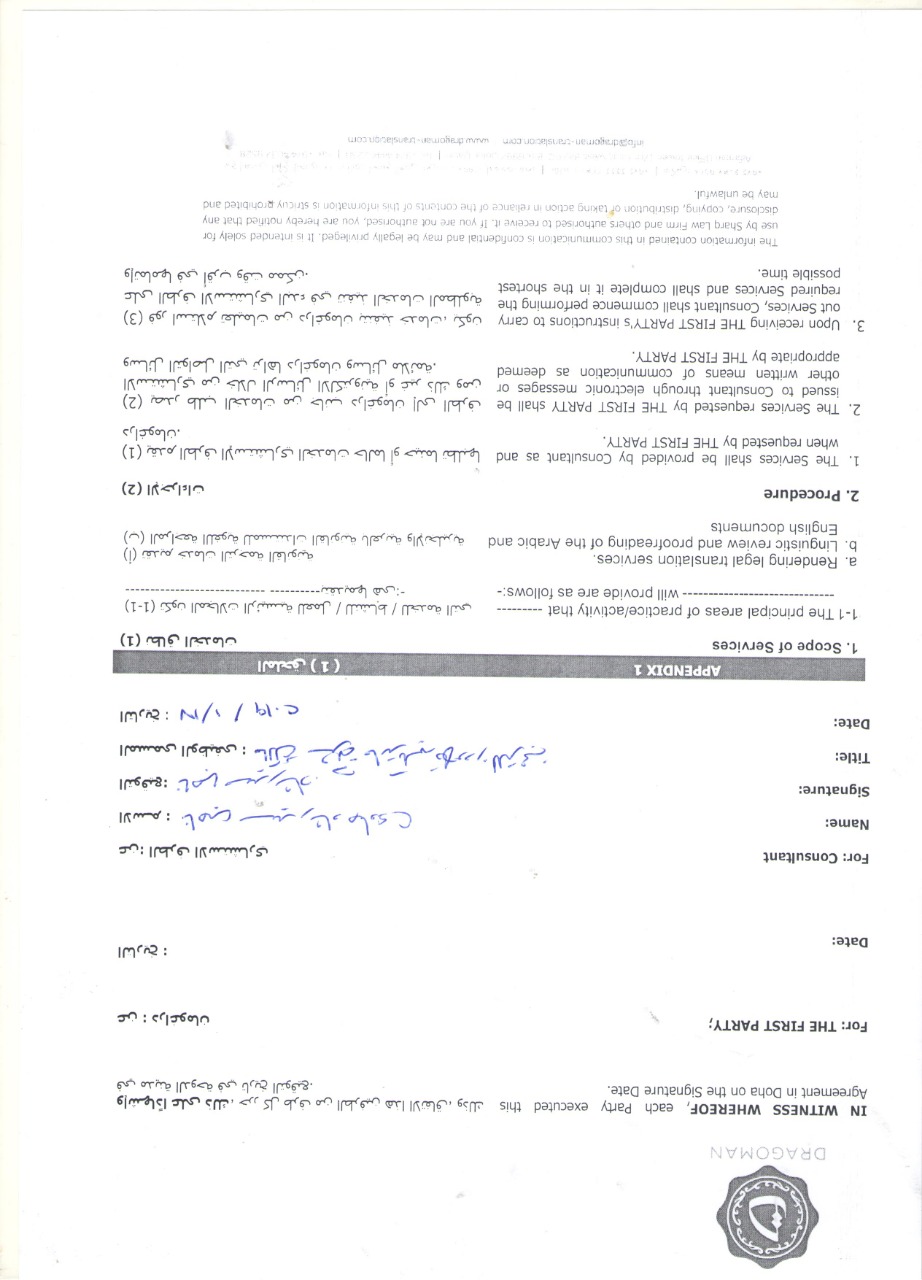 DRAGOMAN
IN WITNESS WHEREOF, each Party executed this
Agreement in Doha on the Signature Date.
وإشهادًا على ذلك، حرر كل طرف من الطرفين هذا الاتفاق، وذلك
في مدينة الدوحة في تاريخ التوقيع.
For: THE FIRST PARTY;
عن : دراغومان
Date:
التاريخ :
For: Consultant
عن: الطرف الاستشاري
Name:
الاسم : سيد رشاد
Signature:
التوقيع: سيد رشاد
Title:
المسمى الوظيفي : مالك شركة للترجمة
Date:
التاريخ : ٢٠١٩ / ١ /
APPENDIX 1
الملحق ( 1 )
1. Scope of Services
(1) نطاق الخدمات
1-1 The principal areas of practice/activity that ---------
----------------------------- will provide are as follows:-
(1-1) تكون المجالات الرئيسية للعمل / للنشاط / للخدمة التي
--------------------------- ----------بتقديمها هي:-
a. Rendering legal translation services.
b. Linguistic review and proofreading of the Arabic and
English documents
(أ) تقديم خدمات الترجمة القانونية
(ب) المراجعة اللغوية للمستندات القانونية بالعربية والإنجليزية
2. Procedure
(2) الإجراءات
1. The Services shall be provided by Consultant as and
when requested by THE FIRST PARTY.
(1) يقدم الطرف الإستشاري الخدمات حالما أو حينما تطلبها
دراغومان.
2. The Services requested by THE FIRST PARTY shall be
issued to Consultant through electronic messages or
other written means of communication as deemed
appropriate by THE FIRST PARTY.
(2) يصدر طلب الخدمات من جانب دراغومان إلى الطرف
الاستشاري من خلال الرسائل الالكترونية أو غير ذلك ومن
وسائل التواصل التي تراها دراغومان وسائل ملائمة.
3. Upon receiving THE FIRST PARTY's instructions to carry
out Services, Consultant shall commence performing the
required Services and shall complete it in the shortest
possible time.
(3) فور استلام تعليمات من دراغومان بتنفيذ خدمات، يكون
على الطرف الاستشاري البدء في تنفيذ الخدمات المطلوبة
وإتمامها في أقرب وقت ممكن.
The information contained in this communication is confidential and may be legally privileged. It is intended solely for
use by Sharq Law Firm and others authorised to receive it. If you are not authorised, you are hereby notified that any
disclosure, copying, distribution of taking action in reliance of the contents of this information is strictly prohibited and
may be unlawful.
info@dragoman-translation.com www.dragoman-translation.com